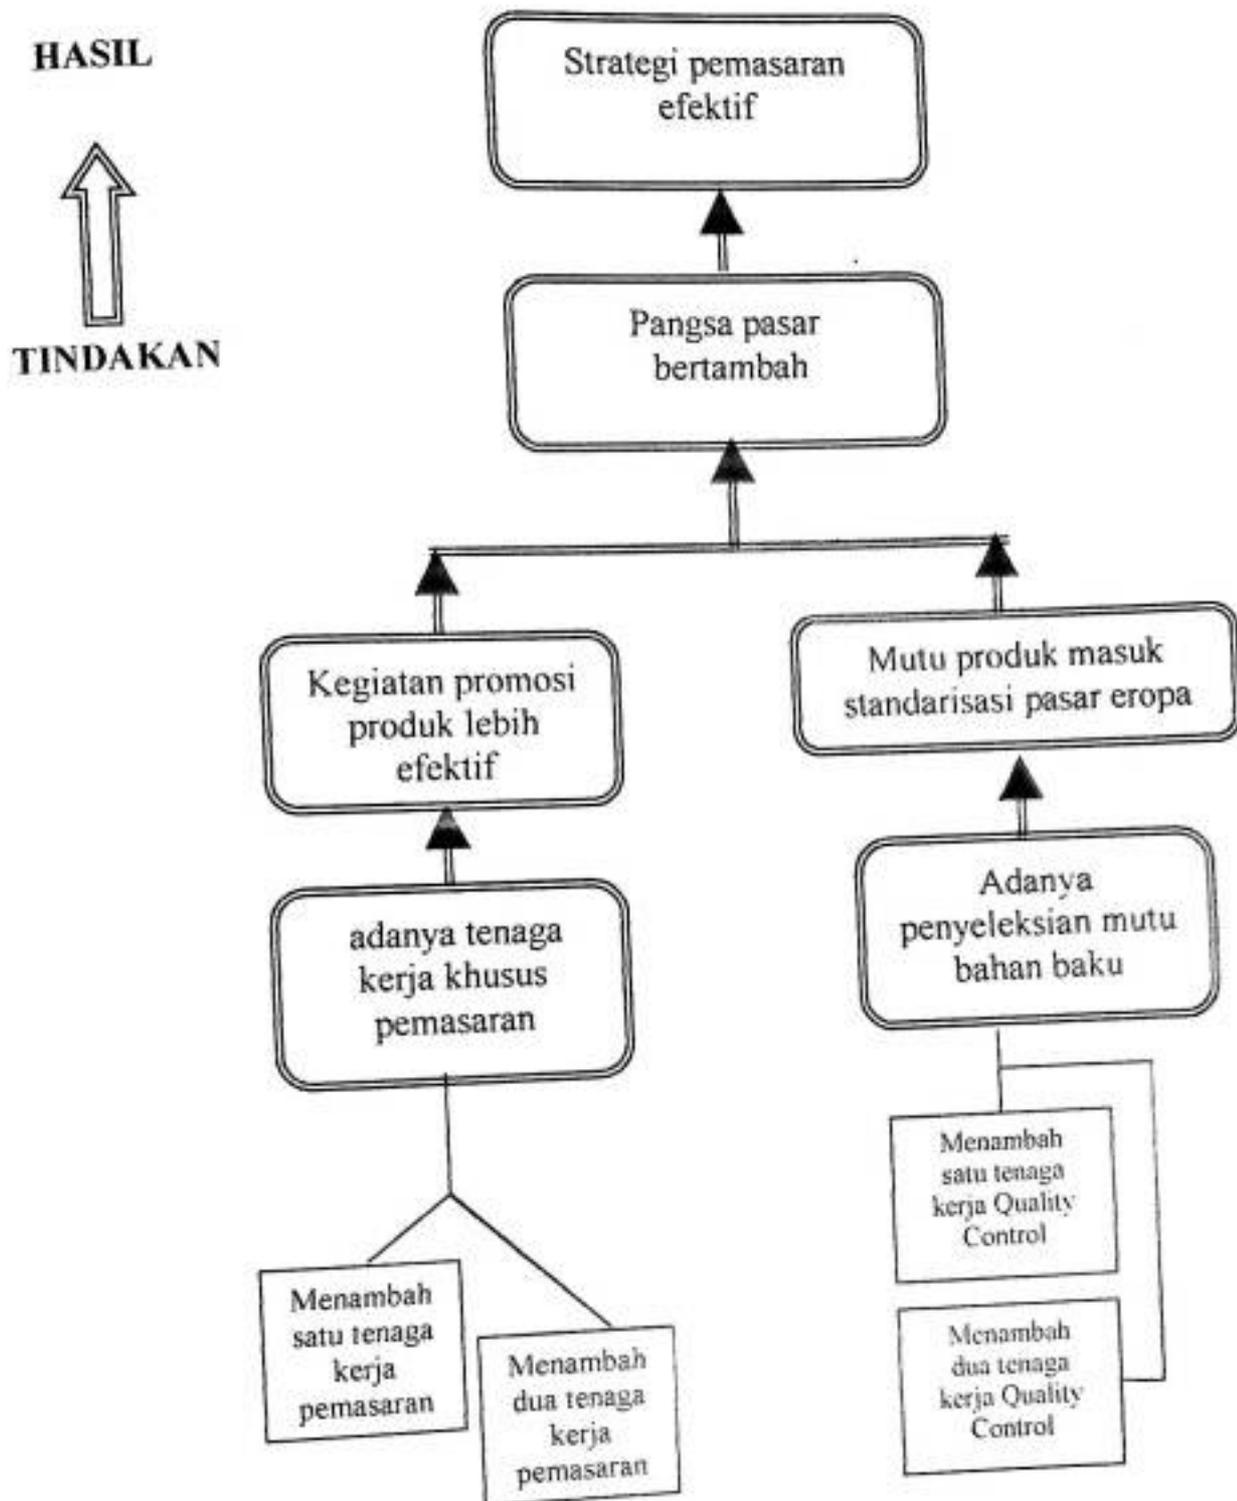 HASIL
TINDAKAN
Strategi pemasaran
efektif
Pangsa pasar
bertambah
Kegiatan promosi
produk lebih
efektif
Mutu produk masuk
standarisasi pasar eropa
adanya tenaga
kerja khusus
pemasaran
Adanya
penyeleksian mutu
bahan baku
Menambah
satu tenaga
kerja
pemasaran
Menambah
dua tenaga
kerja
pemasaran
Menambah
satu tenaga
kerja Quality
Control
Menambah
dua tenaga
kerja Quality
Control